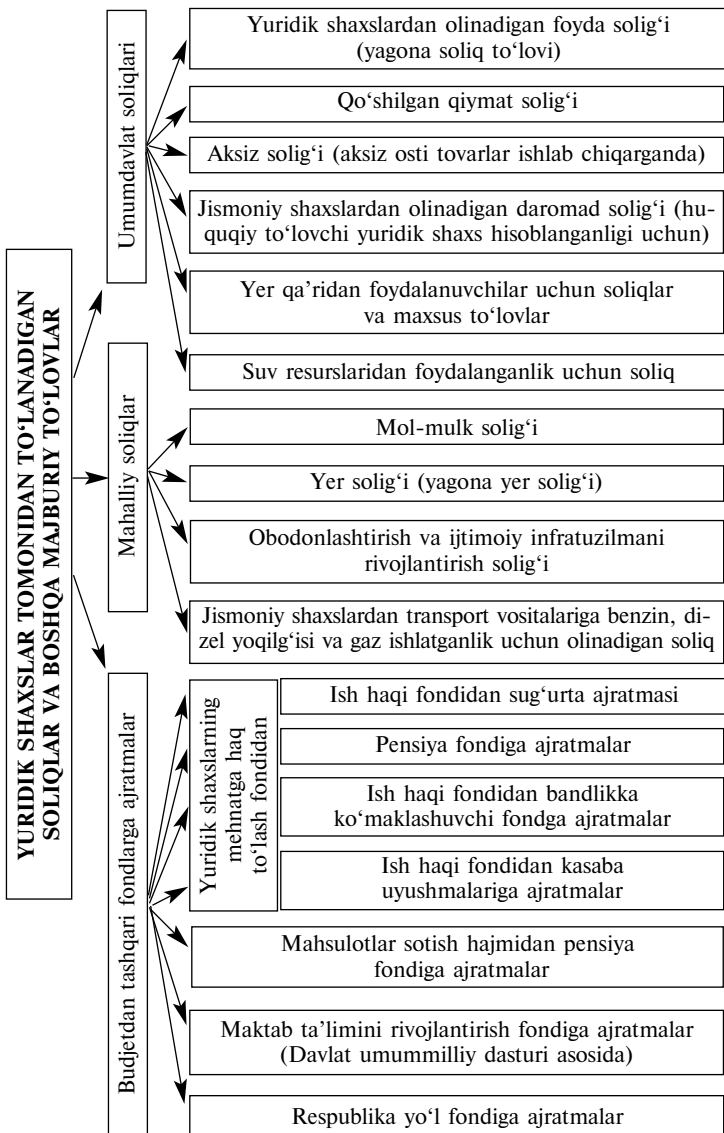 YURIDIK SHAXSLAR TOMONIDAN TO‘LANADIGAN
SOLIQLAR VA BOSHQA MAJBURIY TO‘LOVLAR
Umumdavlat soliqlari
Yuridik shaxslardan olinadigan foyda solig‘i
(yagona soliq to‘lovi)
Qo‘shilgan qiymat solig‘i
Aksiz solig‘i (aksiz osti tovarlar ishlab chiqarganda)
Jismoniy shaxslardan olinadigan daromad solig‘i (hu-
quqiy to‘lovchi yuridik shaxs hisoblanganligi uchun)
Yer qa’ridan foydalanuvchilar uchun soliqlar
va maxsus to‘lovlar
Suv resurslaridan foydalanganlik uchun soliq
Mahalliy soliqlar
Mol-mulk solig‘i
Yer solig‘i (yagona yer solig‘i)
Obodonlashtirish va ijtimoiy infratuzilmani
rivojlantirish solig‘i
Jismoniy shaxslardan transport vositalariga benzin, di-
zel yoqilg‘isi va gaz ishlatganlik uchun olinadigan soliq
Budjetdan tashqari fondlarga ajratmalar
Yuridik shaxslarning
mehnatga haq
to‘lash fondidan
Ish haqi fondidan sug‘urta ajratmasi
Pensiya fondiga ajratmalar
Ish haqi fondidan bandlikka
ko‘maklashuvchi fondga ajratmalar
Ish haqi fondidan kasaba
uyushmalariga ajratmalar
Mahsulotlar sotish hajmidan pensiya
fondiga ajratmalar
Maktab ta’limini rivojlantirish fondiga ajratmalar
(Davlat umummilliy dasturi asosida)
Respublika yo‘l fondiga ajratmalar